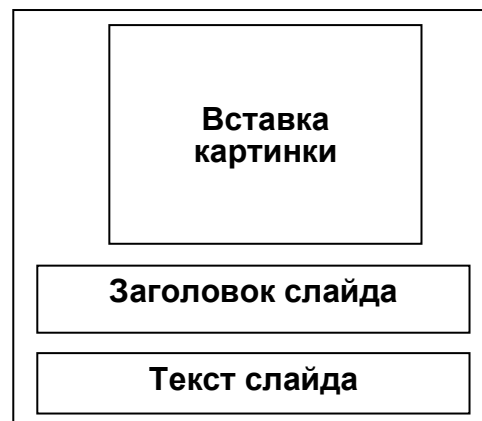 Вставка
картинки
Заголовок слайда
Текст слайда